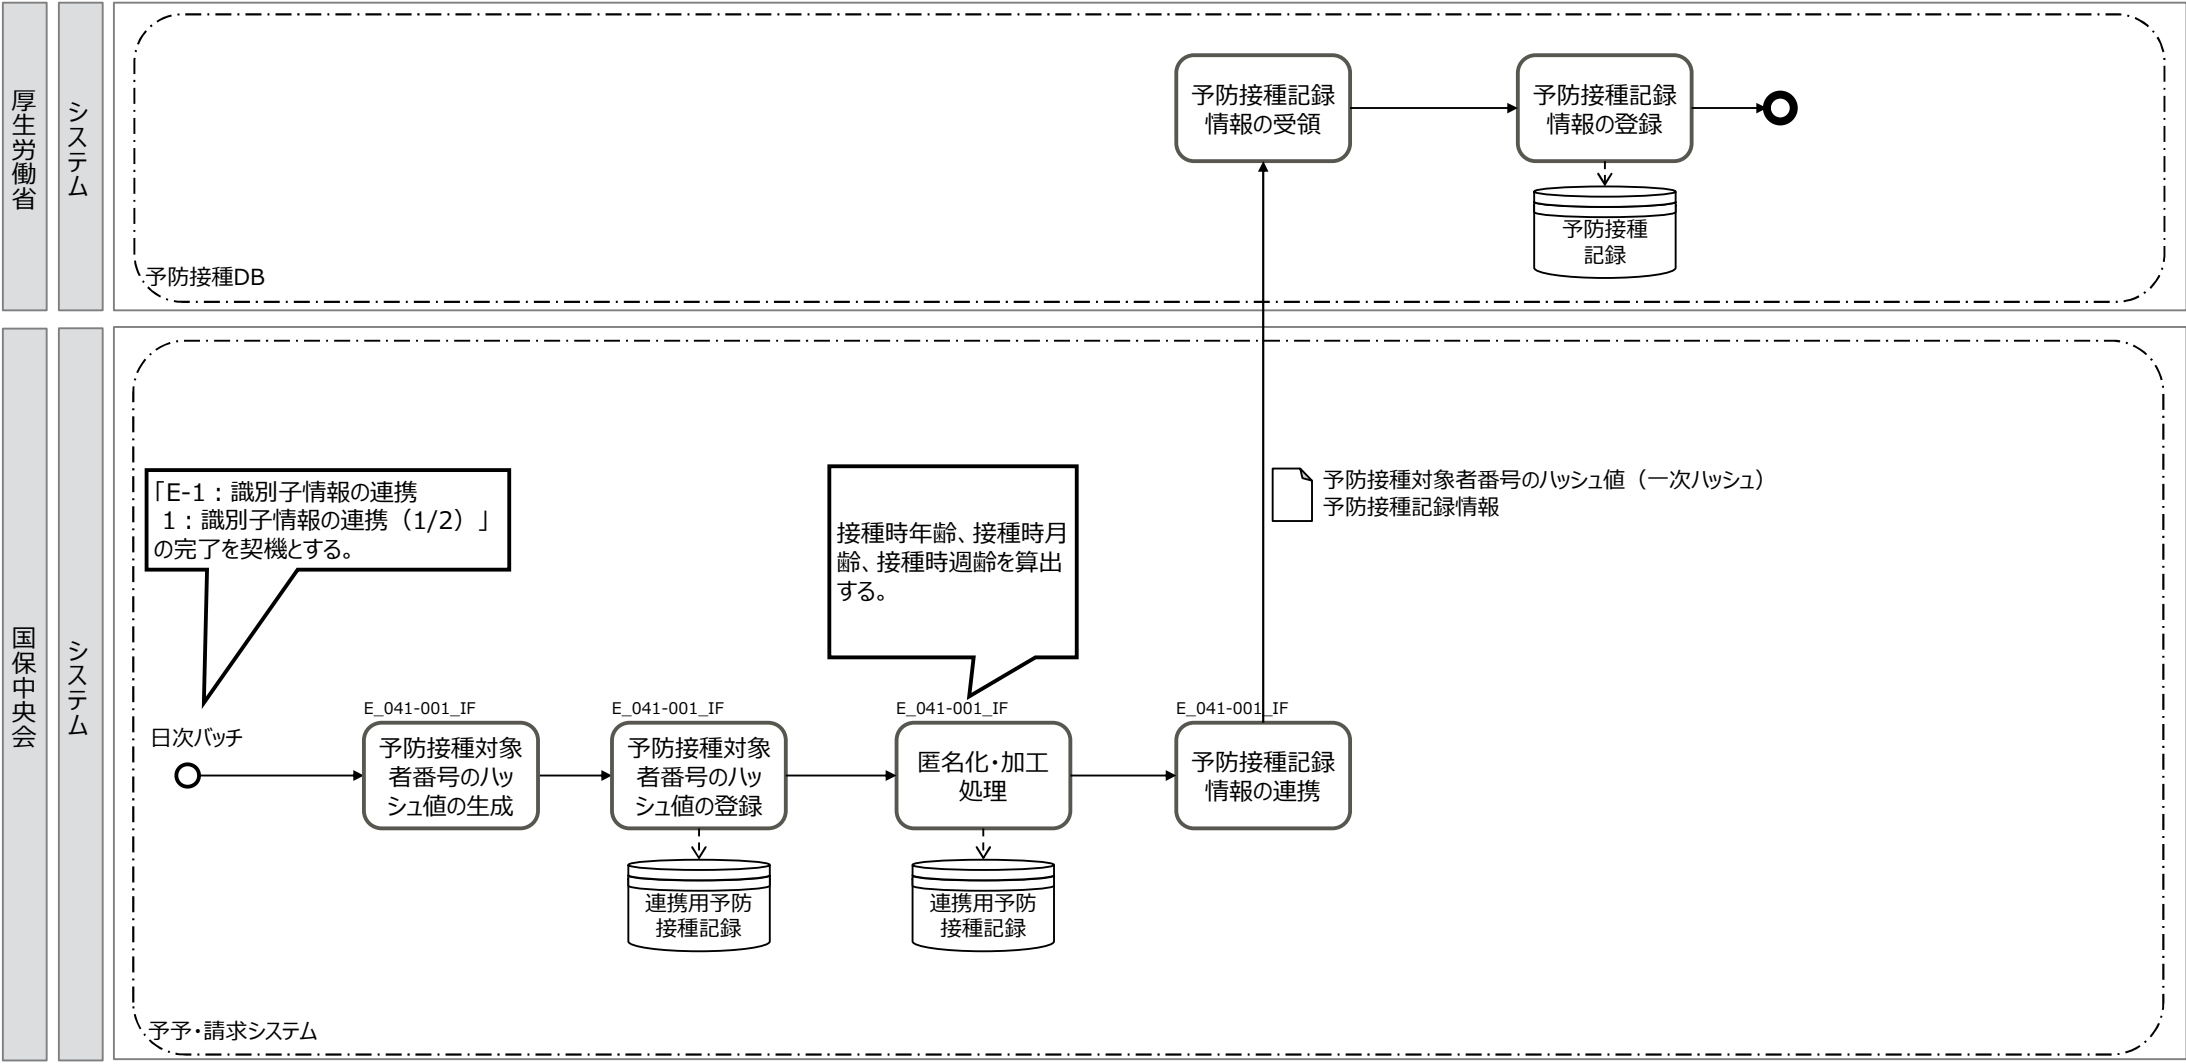 厚生労働省
システム
予防接種記録
情報の受領
予防接種記録
情報の登録
予防接種
記録
予防接種DB
国保中央会
システム
「E-1：識別子情報の連携
1：識別子情報の連携（1/2）」
の完了を契機とする。
接種時年齢、接種時月
齢、接種時週齢を算出
する。
予防接種対象者番号のハッシュ値（一次ハッシュ）
予防接種記録情報
日次バッチ
E_041-001_IF
予防接種対象
者番号のハッ
シュ値の生成
E_041-001_IF
予防接種対象
者番号のハッ
シュ値の登録
E_041-001_IF
匿名化・加工
処理
E_041-001_IF
予防接種記録
情報の連携
連携用予防
接種記録
連携用予防
接種記録
予予・請求システム